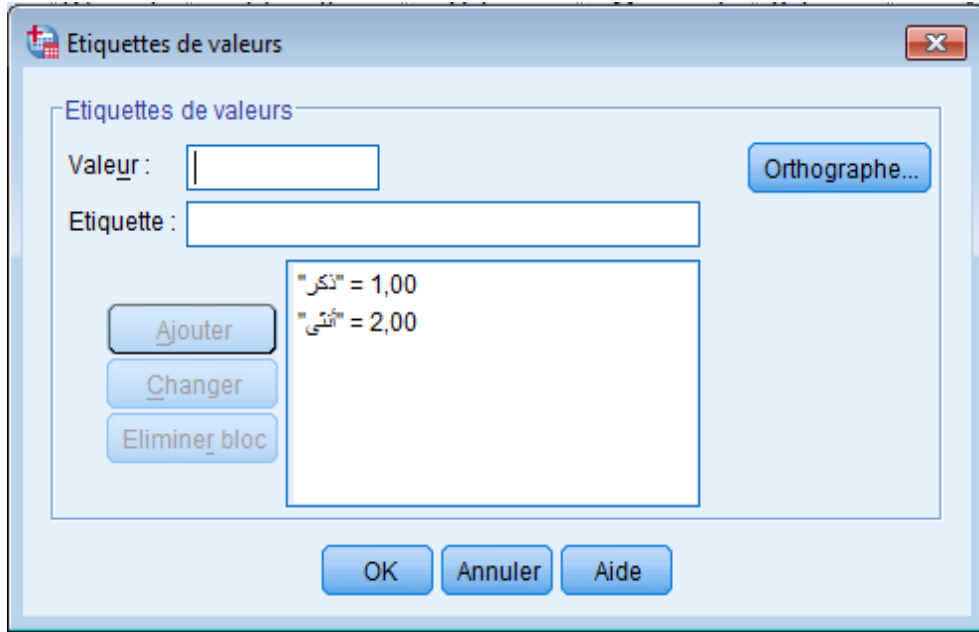 Etiquettes de valeurs
Etiquettes de valeurs
Valeur :
Orthographe...
Etiquette :
"ذكر" = 1,00
"أنثى" = 2,00
Ajouter
Changer
Eliminer bloc
OK
Annuler
Aide